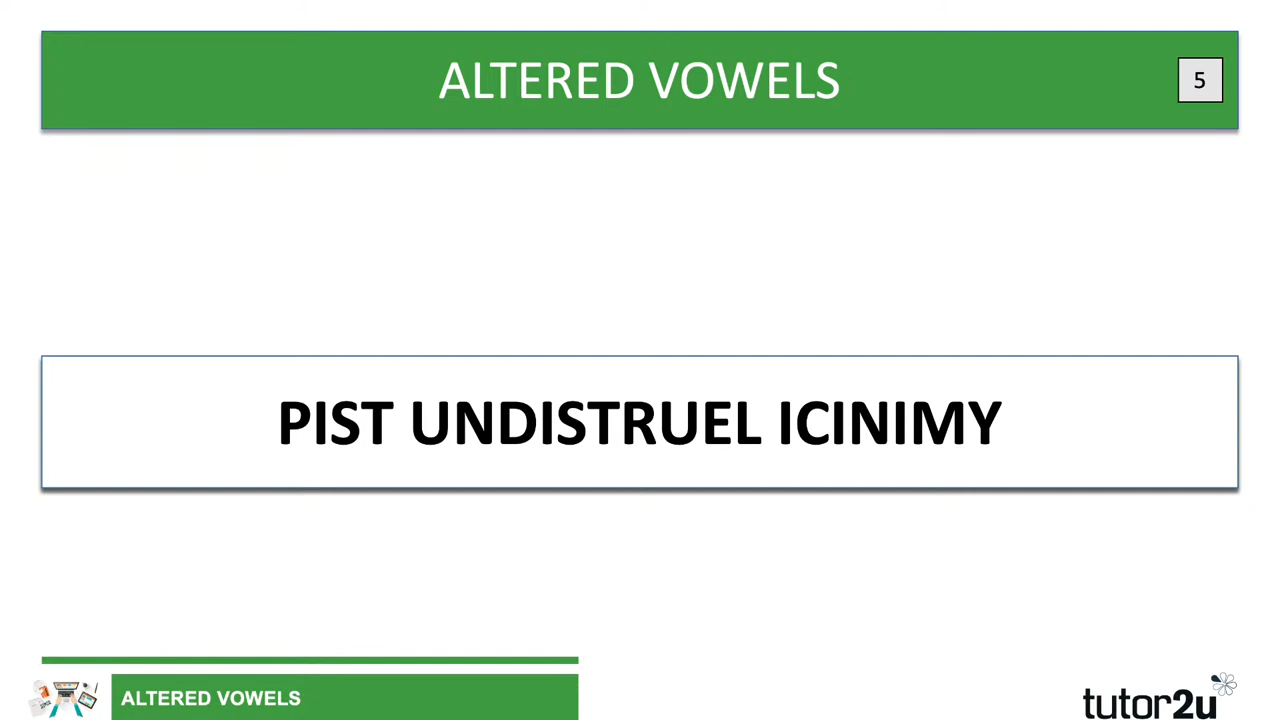 ALTERED VOWELS
5
PIST UNDISTRUEL ICINIMY
ALTERED VOWELS
tutor2u